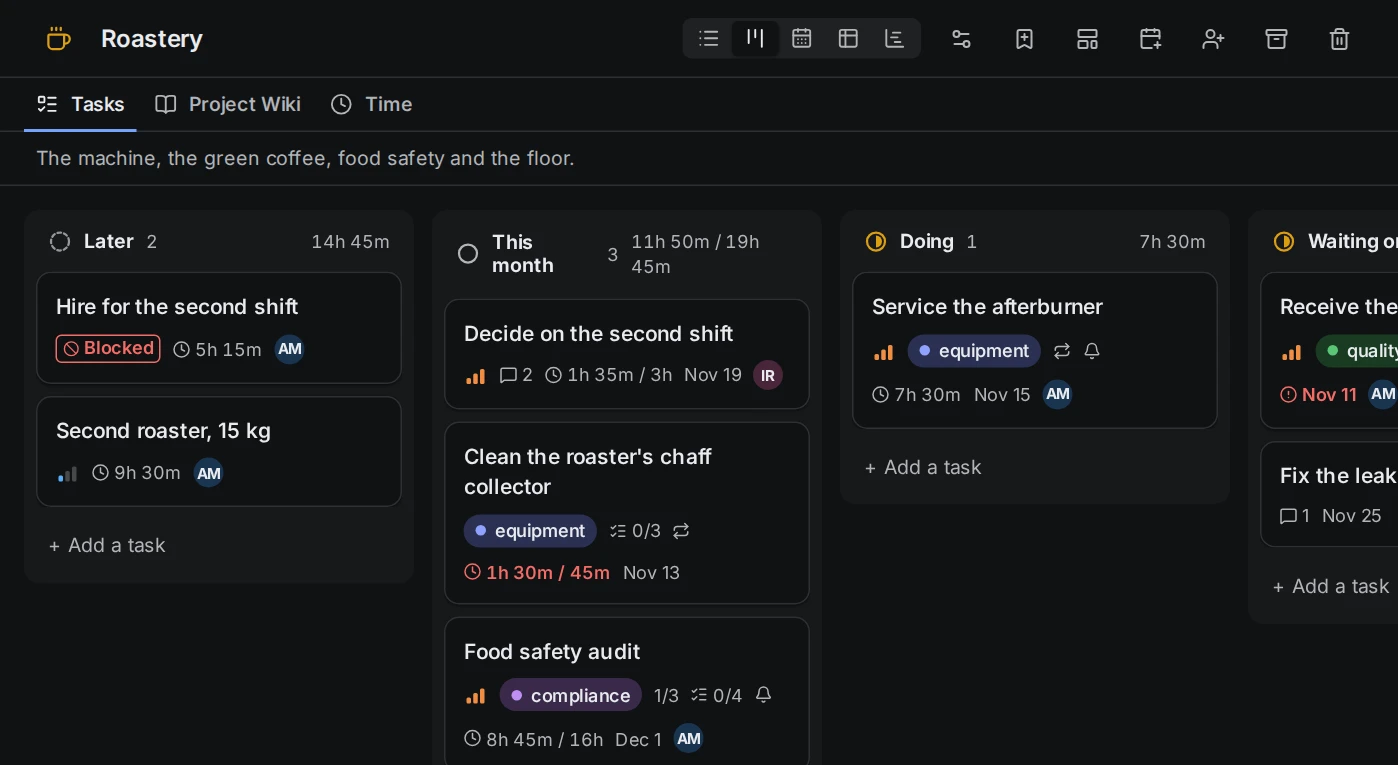 Roastery
Tasks
Project Wiki
Time
The machine, the green coffee, food safety and the floor.
Later 2 14h 45m
Hire for the second shift
Blocked 5h 15m AM
Second roaster, 15 kg
9h 30m AM
+ Add a task
This month 3 11h 50m / 19h 45m
Decide on the second shift
2 1h 35m / 3h Nov 19 IR
Clean the roaster's chaff
collector
equipment 0/3
1h 30m / 45m Nov 13
Food safety audit
compliance 1/3 0/4
8h 45m / 16h Dec 1 AM
Doing 1 7h 30m
Service the afterburner
equipment
7h 30m Nov 15 AM
+ Add a task
Waiting
Receive the
quality
Nov 11 AM
Fix the leak
1 Nov 25
+ Add a task